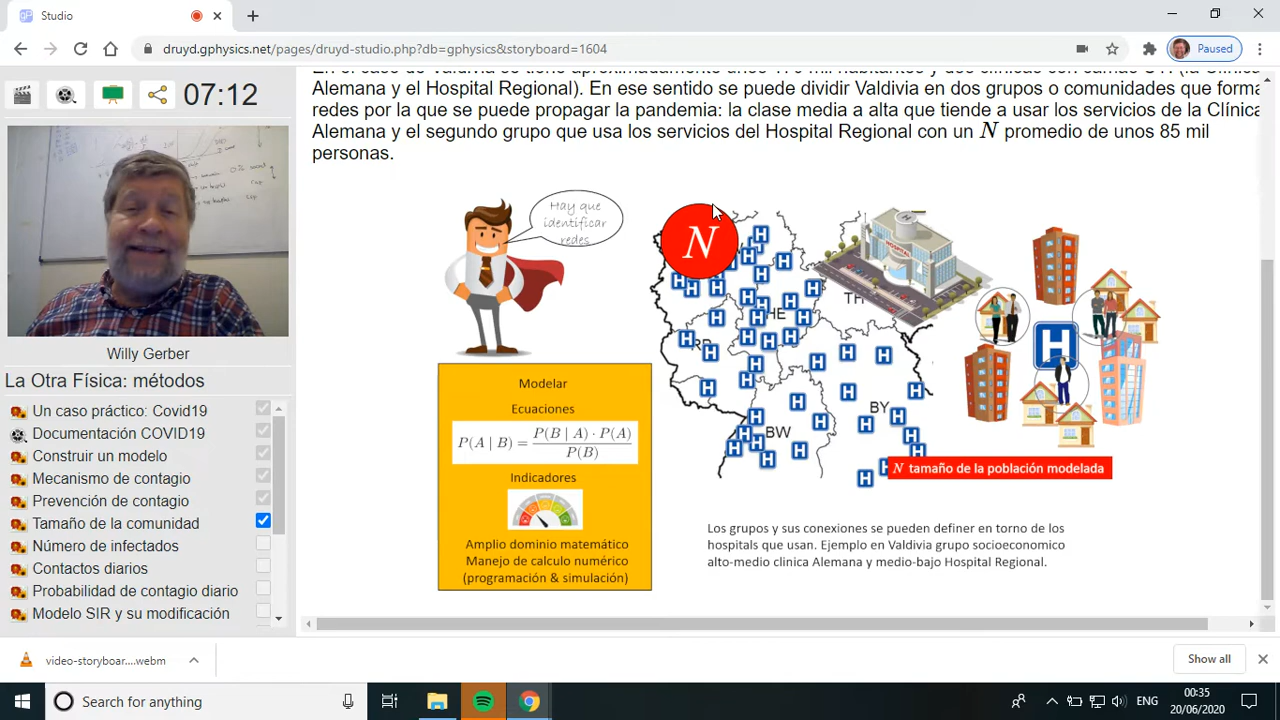 Studio
druyd.gphysics.net/pages/druyd-studio.php?db=gphysics&storyboard=1604
Paused
07:12
Alemana y el Hospital Regional). En ese sentido se puede dividir Valdivia en dos grupos o comunidades que forma
redes por la que se puede propagar la pandemia: la clase media a alta que tiende a usar los servicios de la Clínica
Alemana y el segundo grupo que usa los servicios del Hospital Regional con un N promedio de unos 85 mil
personas.
Willy Gerber
La Otra Física: métodos
Un caso práctico: Covid19
Documentación COVID19
Construir un modelo
Mecanismo de contagio
Prevención de contagio
Tamaño de la comunidad
Número de infectados
Contactos diarios
Probabilidad de contagio diario
Modelo SIR y su modificación
Hay que
identificar
redes
Modelar
Ecuaciones
P(A | B) = P(B | A) · P(A) / P(B)
Indicadores
Amplio dominio matemático
Manejo de calculo numérico
(programación & simulación)
N
HE
TH
BW
BY
HOSPITAL
H
N tamaño de la población modelada
Los grupos y sus conexiones se pueden definer en torno de los
hospitals que usan. Ejemplo en Valdivia grupo socioeconomico
alto-medio clinica Alemana y medio-bajo Hospital Regional.
video-storyboar....webm
Show all
Search for anything
ENG
00:35
20/06/2020